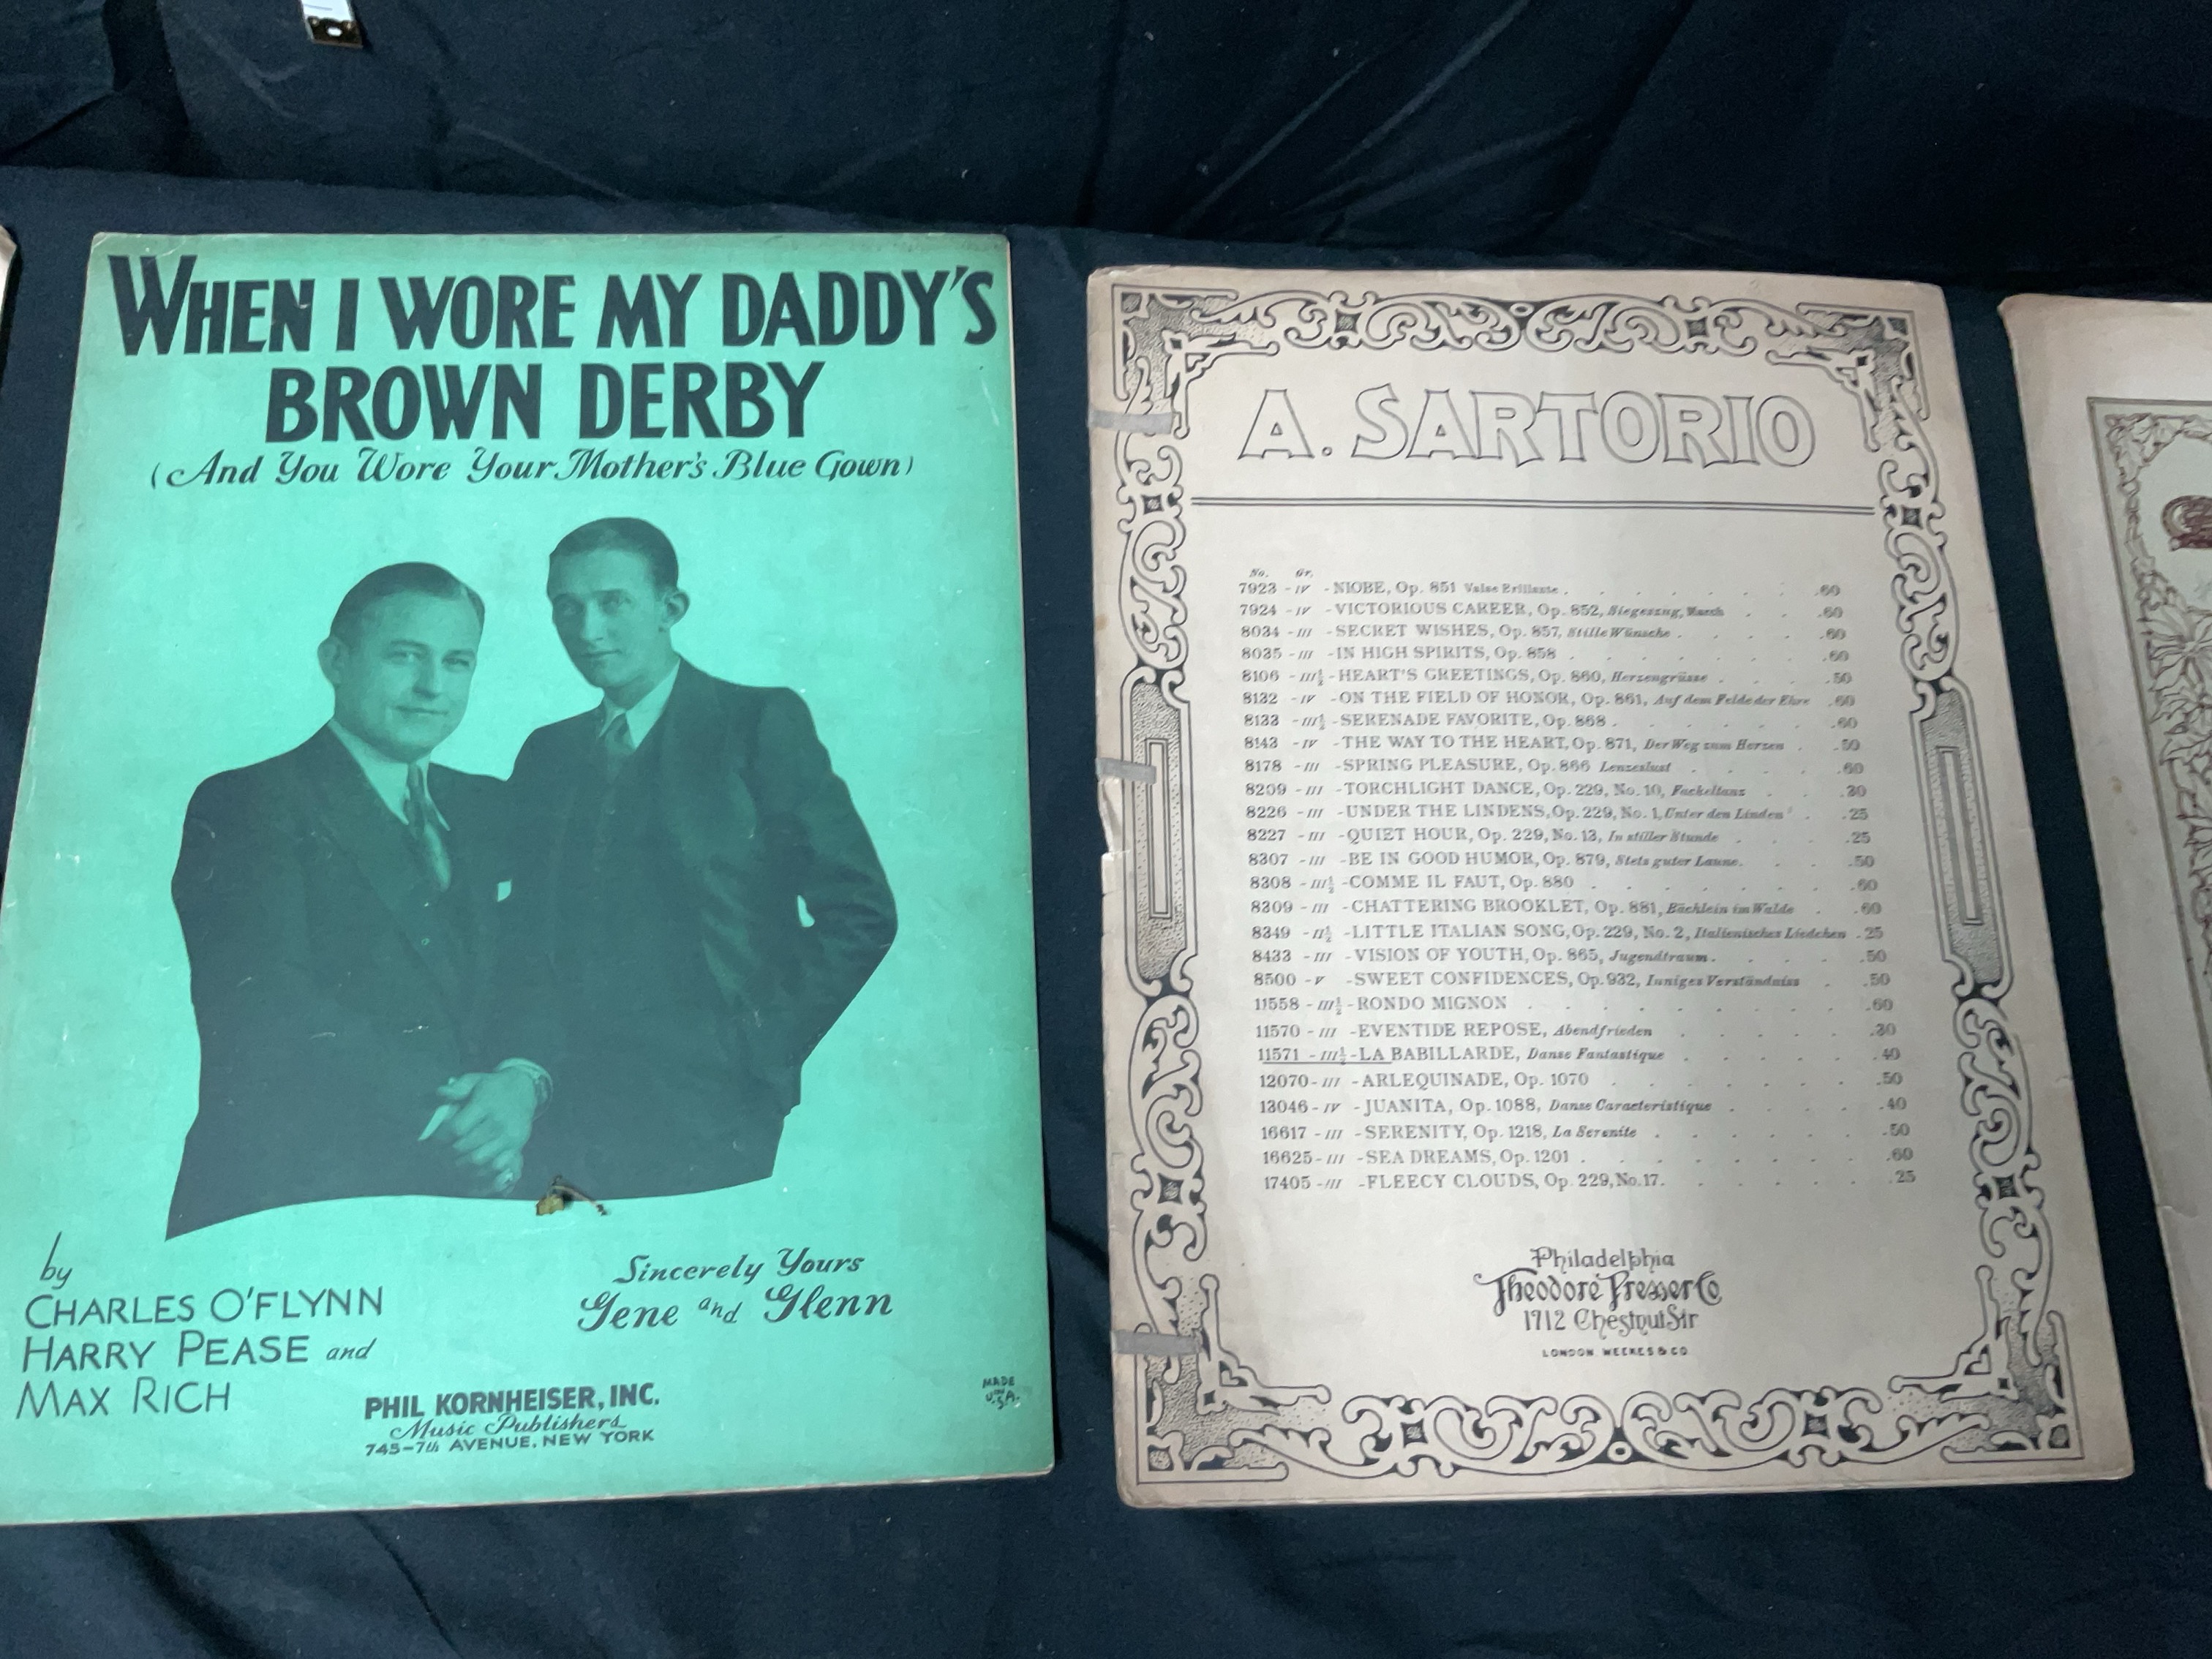 WHEN I WORE MY DADDY'S
BROWN DERBY
(And You Wore Your Mother's Blue Gown)
by
CHARLES O'FLYNN
HARRY PEASE and
MAX RICH
Sincerely Yours
Gene and Glenn
PHIL KORNHEISER, INC.
Music Publishers
745-7th AVENUE, NEW YORK
MADE
IN
U.S.A.
A. SARTORIO
No. Gr.
7923 - IV - NIOBE, Op. 851 Valse Brillante . . . . . . . .60
7924 - IV - VICTORIOUS CAREER, Op. 852, Siegeszug, March . . .60
8034 - III - SECRET WISHES, Op. 857, Stille Wünsche . . . . .60
8035 - III - IN HIGH SPIRITS, Op. 858 . . . . . . .60
8106 - III½ - HEART'S GREETINGS, Op. 860, Herzengrüsse . . . .50
8132 - IV - ON THE FIELD OF HONOR, Op. 861, Auf dem Felde der Ehre .60
8133 - III½ - SERENADE FAVORITE, Op. 868 . . . . . .60
8143 - IV - THE WAY TO THE HEART, Op. 871, Der Weg zum Herzen . .50
8178 - III - SPRING PLEASURE, Op. 866 Lenzeslust . . . . .60
8209 - III - TORCHLIGHT DANCE, Op. 229, No. 10, Fackeltanz . . .30
8226 - III - UNDER THE LINDENS, Op. 229, No. 1, Unter den Linden . .25
8227 - III - QUIET HOUR, Op. 229, No. 13, In stiller Stunde . . . .25
8307 - III - BE IN GOOD HUMOR, Op. 879, Stets guter Laune . . . .50
8308 - III½ - COMME IL FAUT, Op. 880 . . . . . . . .60
8309 - III - CHATTERING BROOKLET, Op. 881, Bächlein im Walde . .60
8349 - II½ - LITTLE ITALIAN SONG, Op. 229, No. 2, Italienisches Liedchen .25
8433 - III - VISION OF YOUTH, Op. 865, Jugendtraum . . . . .50
8500 - V - SWEET CONFIDENCES, Op. 932, Inniges Verständniss . .50
11558 - III½ - RONDO MIGNON . . . . . . . . . .60
11570 - III - EVENTIDE REPOSE, Abendfrieden . . . . . .30
11571 - III½ - LA BABILLARDE, Danse Fantastique . . . . . .40
12070 - III - ARLEQUINADE, Op. 1070 . . . . . . . .50
13046 - IV - JUANITA, Op. 1088, Danse Caracteristique . . . . .40
16617 - III - SERENITY, Op. 1218, La Serenite . . . . . . .50
16625 - III - SEA DREAMS, Op. 1201 . . . . . . . . .60
17405 - III - FLEECY CLOUDS, Op. 229, No. 17. . . . . . .25
Philadelphia
Theodore Presser Co
1712 Chestnut Str
LONDON WEEKES & CO